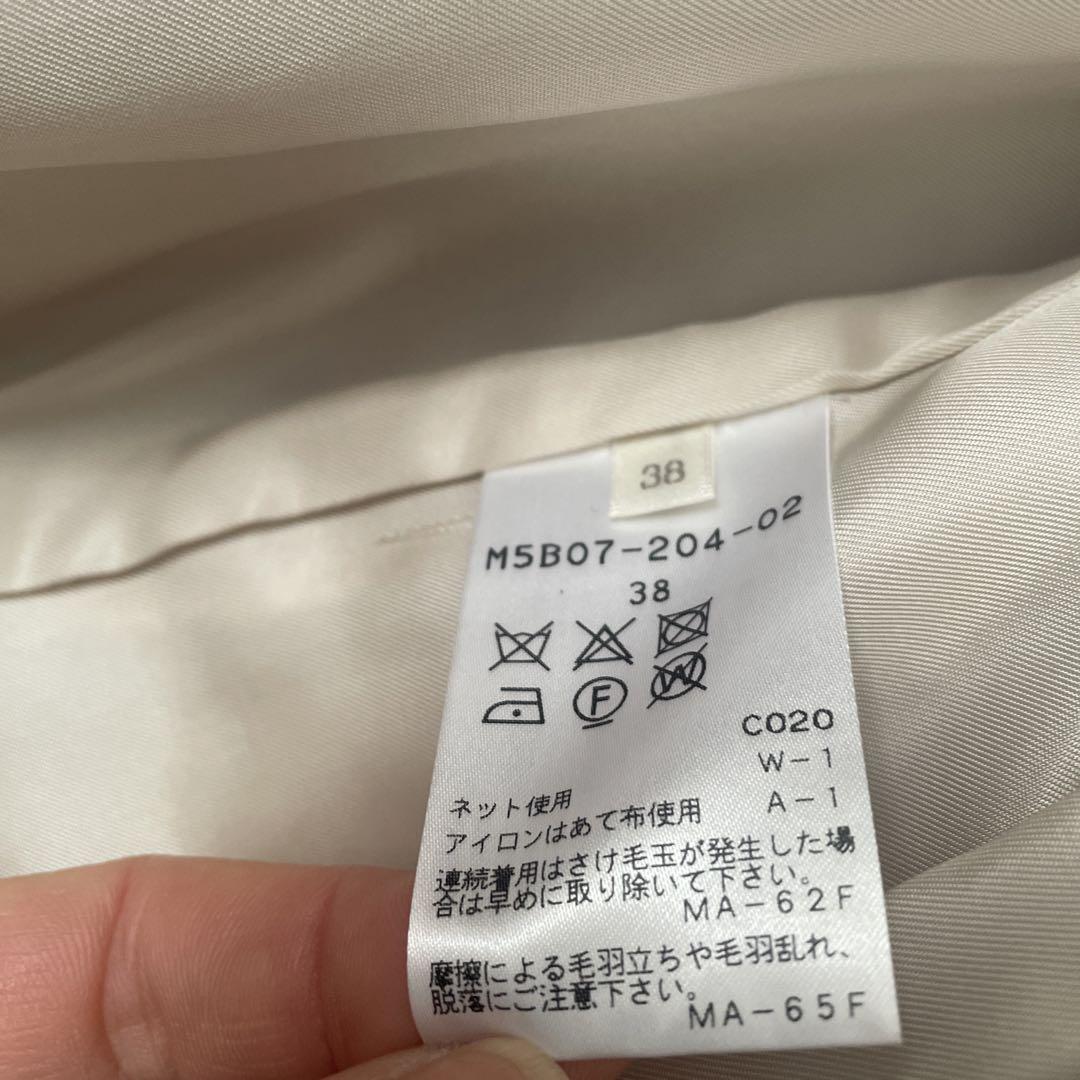 38
M5B07-204-02
38
F
W
C020
W-1
ネット使用
A-1
アイロンはあて布使用
連続着用はさけ毛玉が発生した場
合は早めに取り除いて下さい。
MA-62F
摩擦による毛羽立ちや毛羽乱れ、
脱落にご注意下さい。
MA-65F